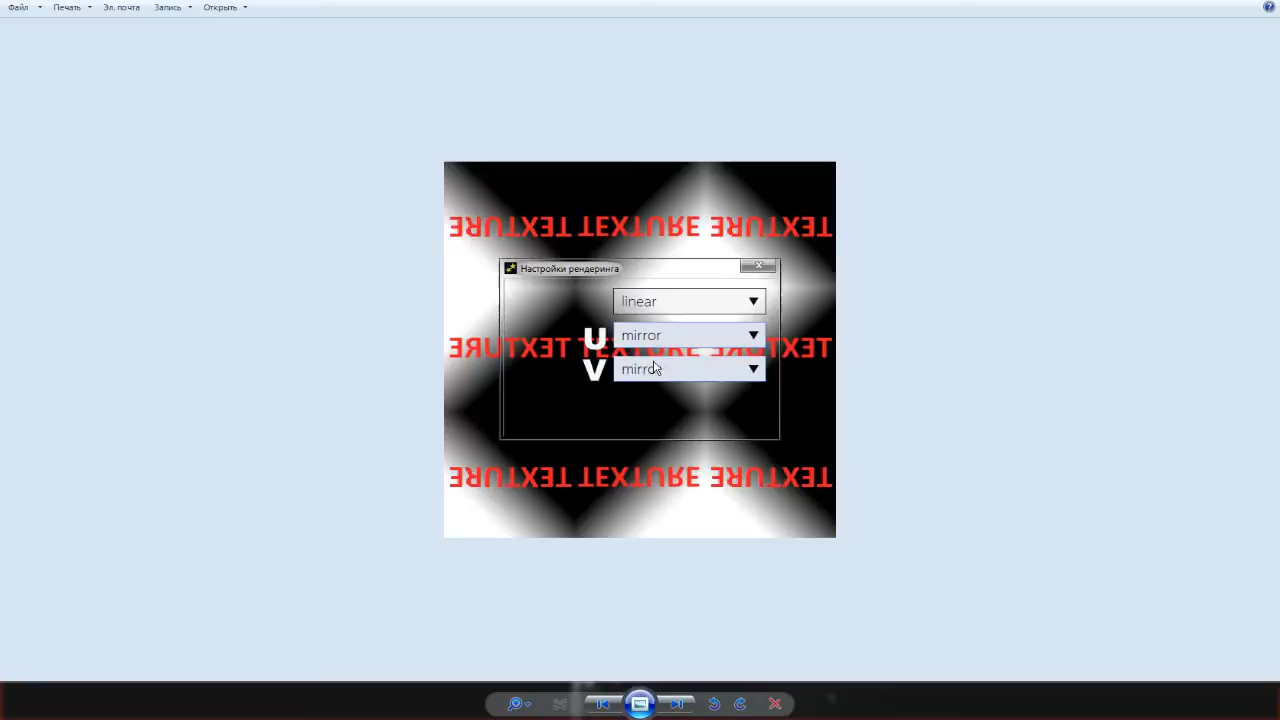 Файл Печать Эл. почта Запись Открыть
ERUTXET TEXTURE ERUTXET
Настройки рендеринга
linear
U mirror
ERUTXET TEXTURE ERUTXET
V mirror
ERUTXET TEXTURE ERUTXET